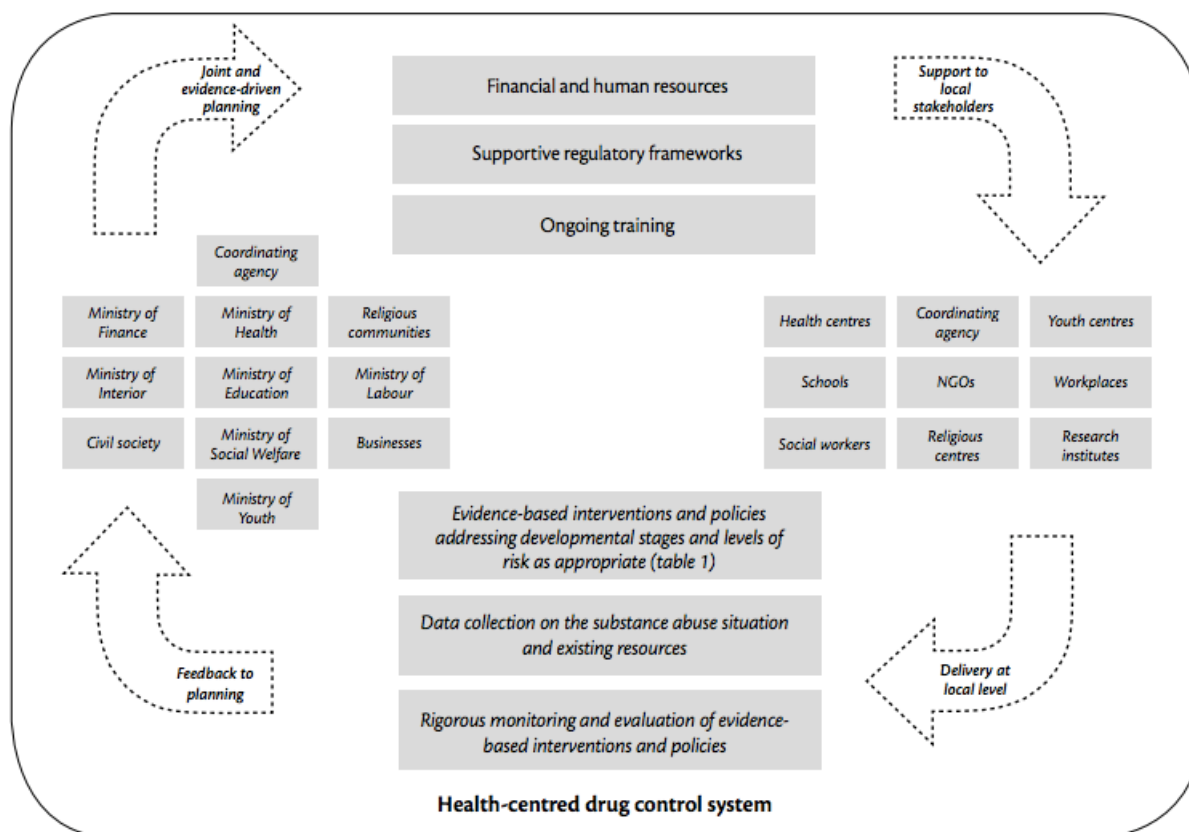 Joint and
evidence-driven
planning
Financial and human resources
Supportive regulatory frameworks
Ongoing training
Support to
local
stakeholders
Coordinating
agency
Ministry of
Finance
Ministry of
Health
Religious
communities
Ministry of
Interior
Ministry of
Education
Ministry of
Labour
Civil society
Ministry of
Social Welfare
Businesses
Ministry of
Youth
Health centres
Coordinating
agency
Youth centres
Schools
NGOs
Workplaces
Social workers
Religious
centres
Research
institutes
Evidence-based interventions and policies
addressing developmental stages and levels of
risk as appropriate (table 1)
Data collection on the substance abuse situation
and existing resources
Rigorous monitoring and evaluation of evidence-
based interventions and policies
Delivery at
local level
Feedback to
planning
Health-centred drug control system